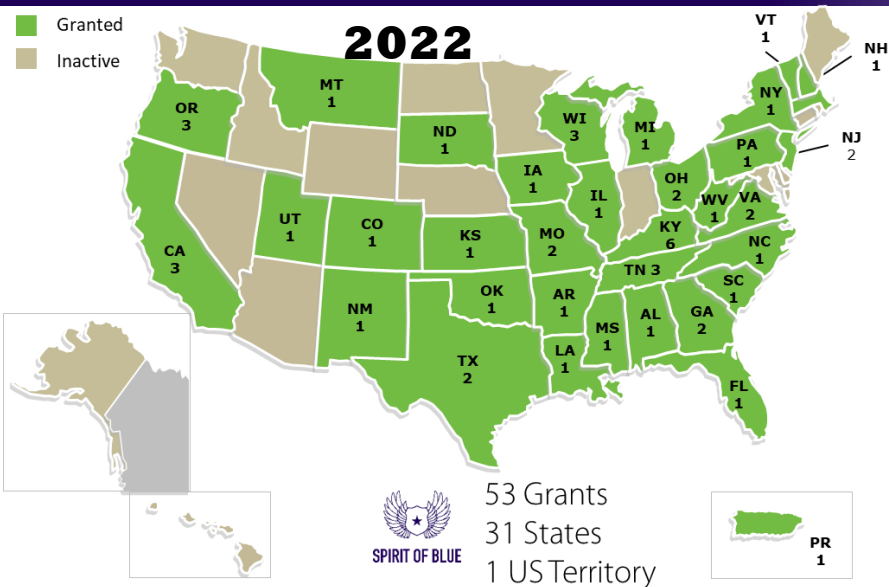 Granted
Inactive
2022
VT
1
NH
1
MT
1
OR
3
ND
1
WI
3
MI
1
NY
1
NJ
2
PA
1
IA
1
IL
1
OH
2
WV
1
VA
2
UT
1
CO
1
KS
1
MO
2
KY
6
NC
1
CA
3
TN 3
SC
1
NM
1
OK
1
AR
1
MS
1
AL
1
GA
2
TX
2
LA
1
FL
1
SPIRIT OF BLUE
53 Grants
31 States
1 US Territory
PR
1